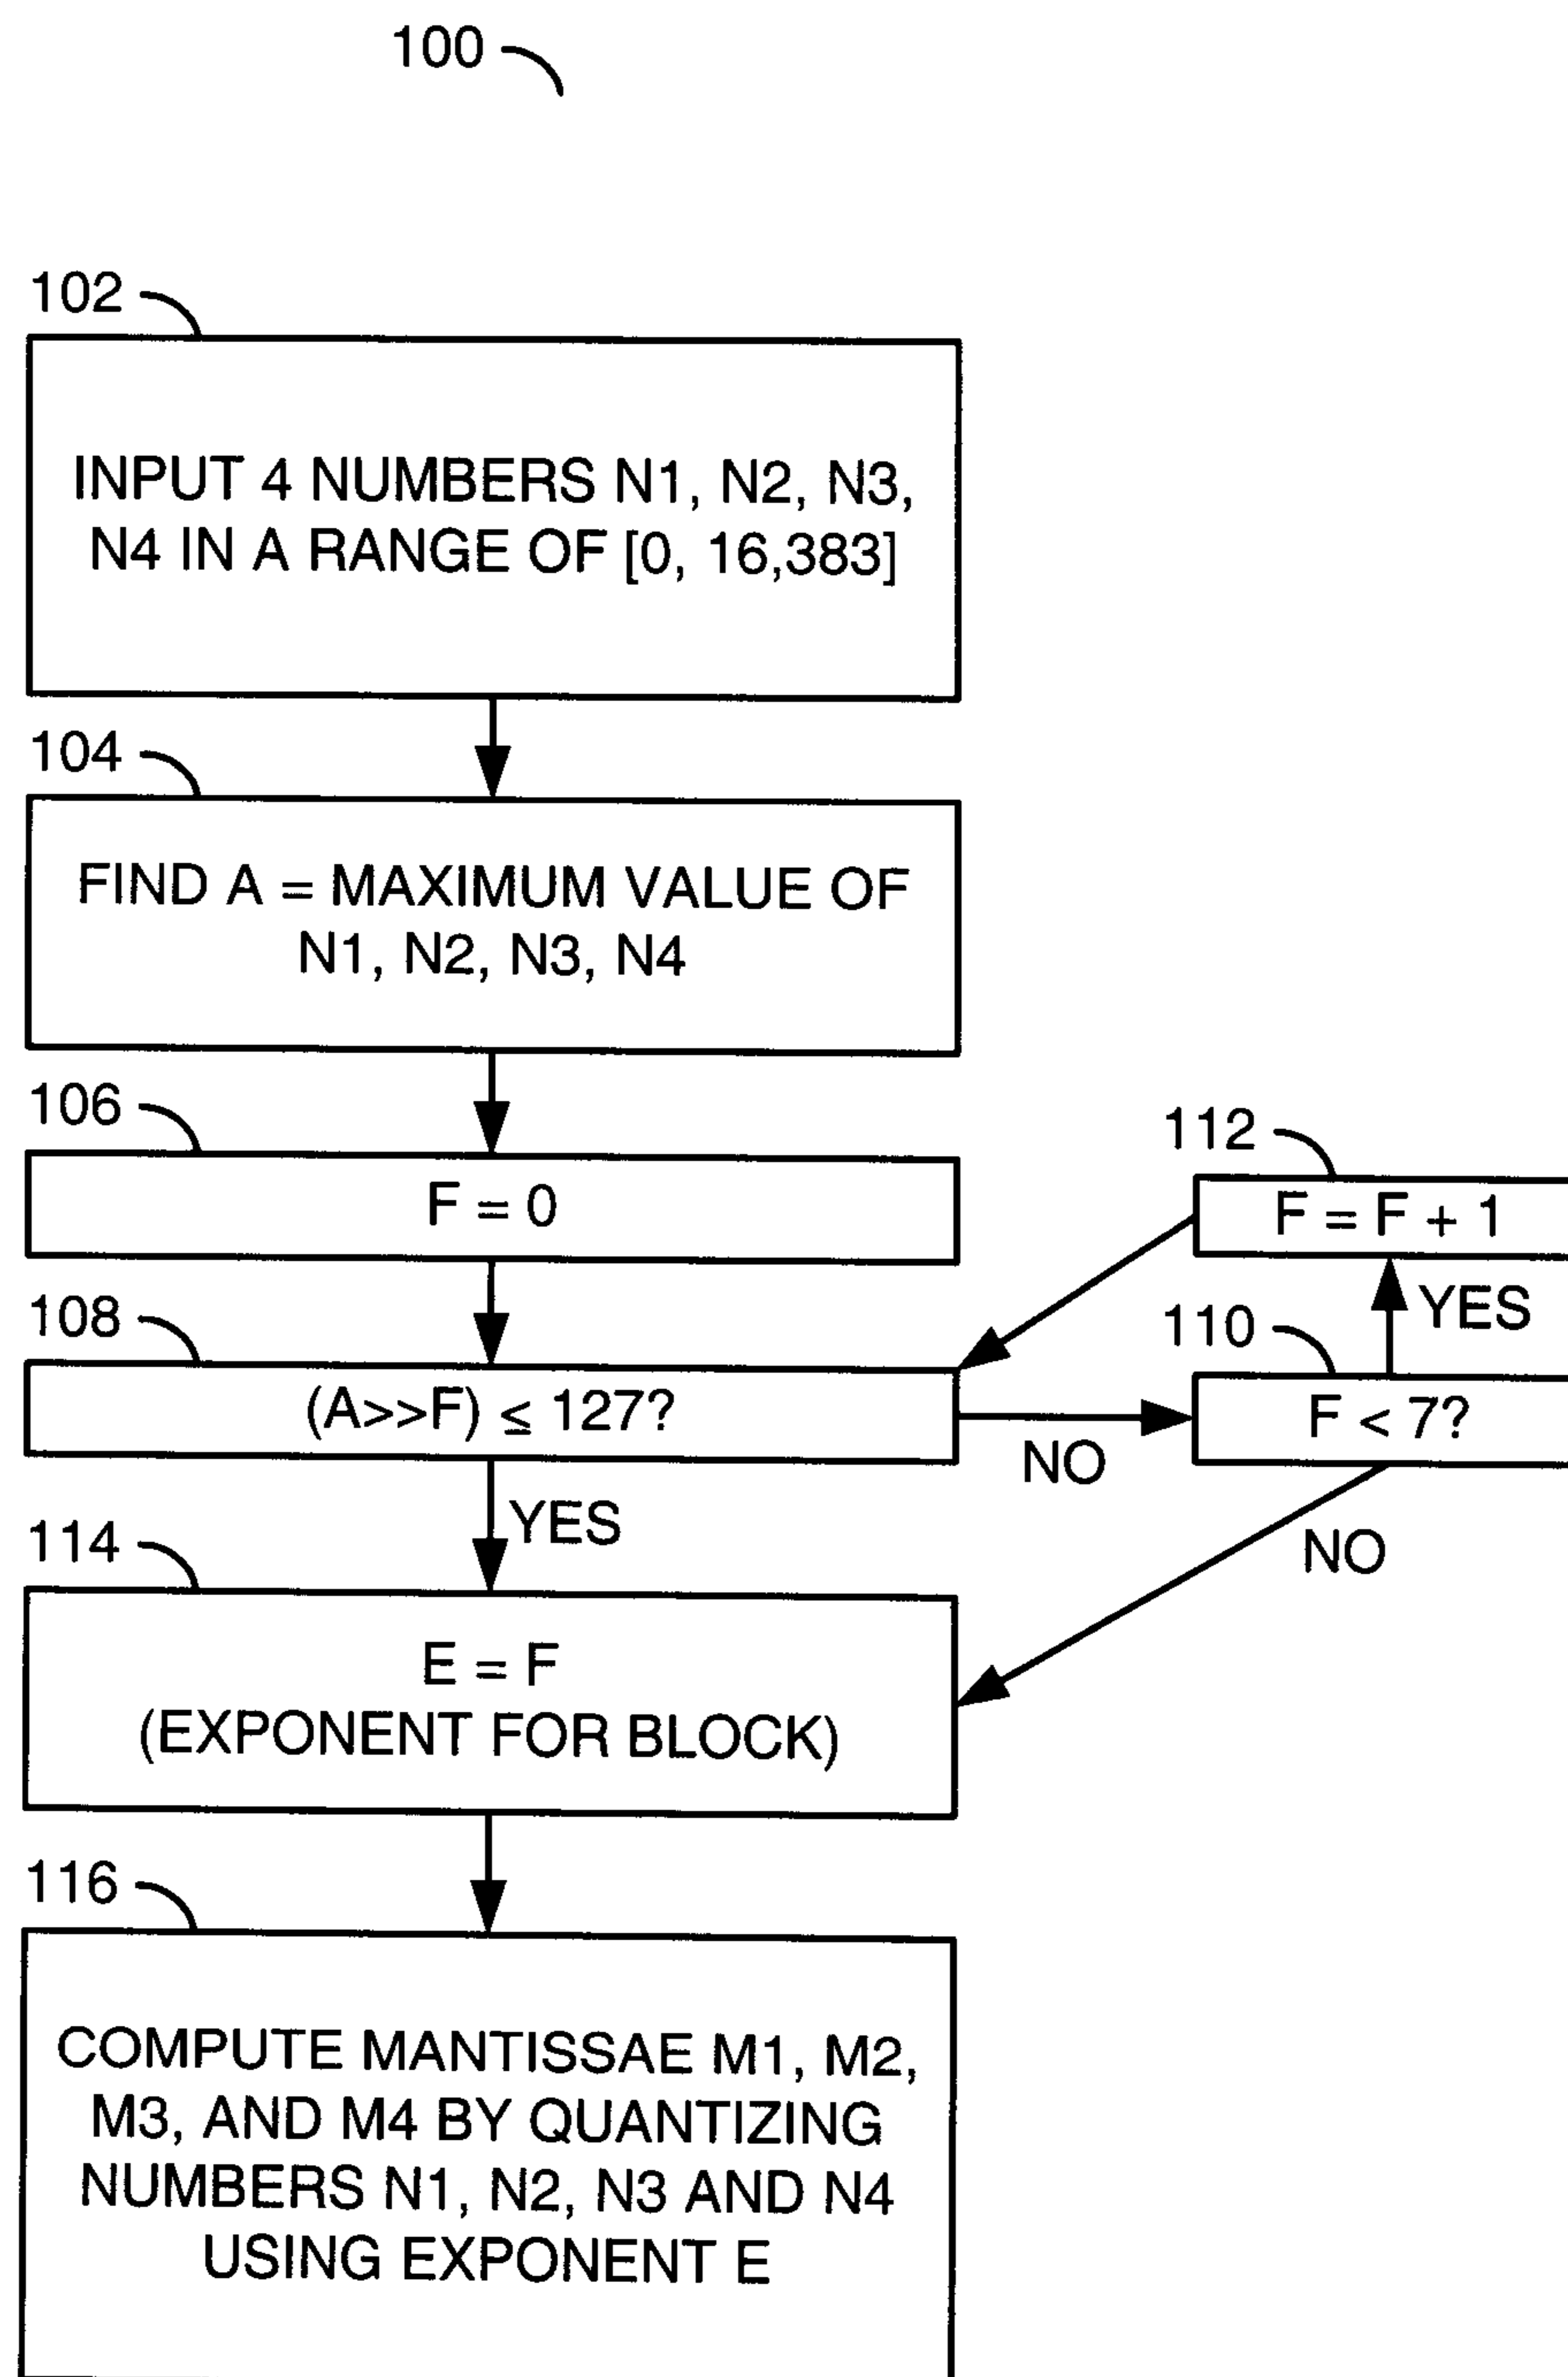 100
102
INPUT 4 NUMBERS N1, N2, N3,
N4 IN A RANGE OF [0, 16,383]
104
FIND A = MAXIMUM VALUE OF
N1, N2, N3, N4
106
F = 0
112
F = F + 1
YES
108
(A>>F) ≤ 127?
NO
110
F < 7?
YES
NO
114
E = F
(EXPONENT FOR BLOCK)
116
COMPUTE MANTISSAE M1, M2,
M3, AND M4 BY QUANTIZING
NUMBERS N1, N2, N3 AND N4
USING EXPONENT E